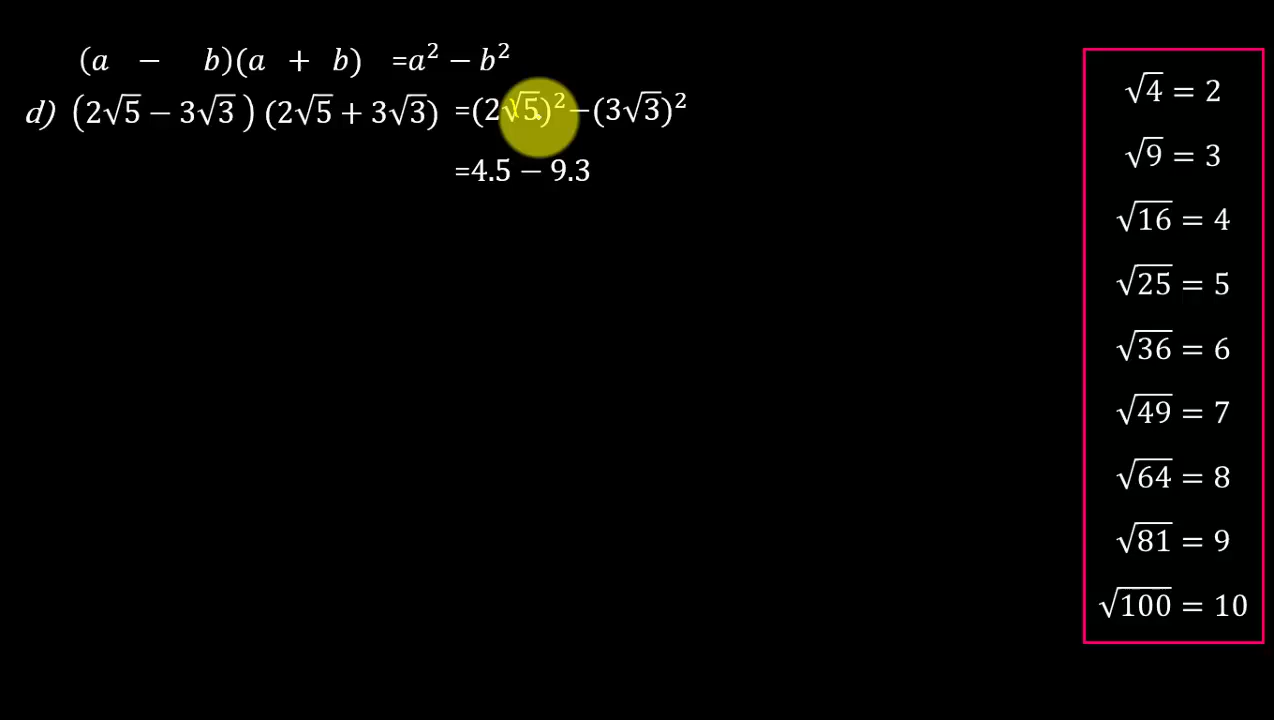 (a − b)(a + b) =a² − b²
d) (2√5 − 3√3 ) (2√5 + 3√3) =(2√5)²−(3√3)²
=4.5 − 9.3
√4 = 2
√9 = 3
√16 = 4
√25 = 5
√36 = 6
√49 = 7
√64 = 8
√81 = 9
√100 = 10